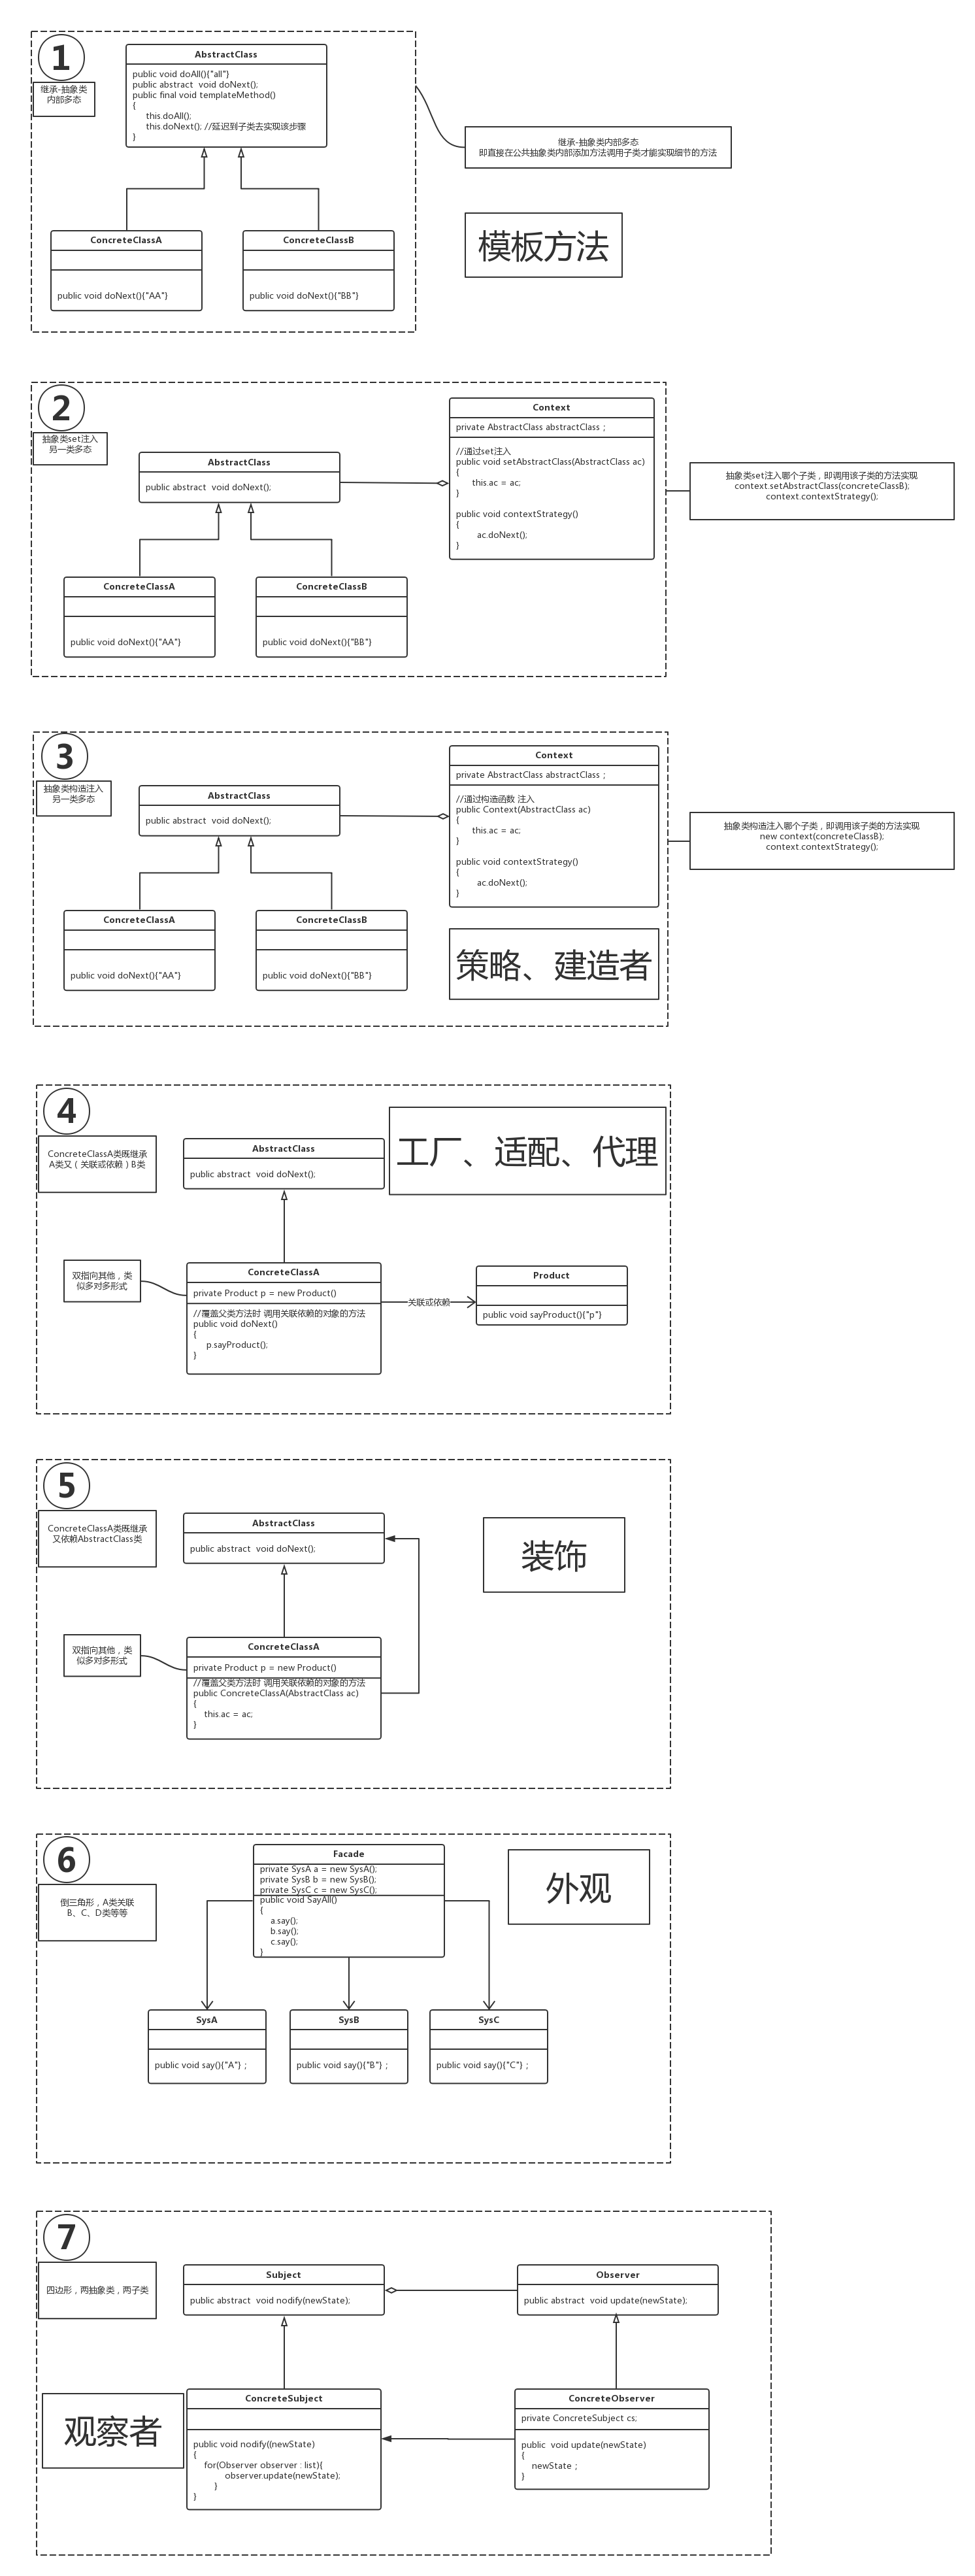 1
继承-抽象类
内部多态
AbstractClass
public void doAll(){"all"}
public abstract  void doNext();
public final void templateMethod()
{
this.doAll();
this.doNext(); //延迟到子类去实现该步骤
}
ConcreteClassA
public void doNext(){"AA"}
ConcreteClassB
public void doNext(){"BB"}
继承-抽象类内部多态
即直接在公共抽象类内部添加方法调用子类才能实现细节的方法
模板方法
2
抽象类set注入
另一类多态
AbstractClass
public abstract  void doNext();
ConcreteClassA
public void doNext(){"AA"}
ConcreteClassB
public void doNext(){"BB"}
Context
private AbstractClass abstractClass；
//通过set注入
public void setAbstractClass(AbstractClass ac)
{
this.ac = ac;
}
public void contextStrategy()
{
ac.doNext();
}
抽象类set注入哪个子类，即调用该子类的方法实现
context.setAbstractClass(concreteClassB);
context.contextStrategy();
3
抽象类构造注入
另一类多态
AbstractClass
public abstract  void doNext();
ConcreteClassA
public void doNext(){"AA"}
ConcreteClassB
public void doNext(){"BB"}
Context
private AbstractClass abstractClass；
//通过构造函数 注入
public Context(AbstractClass ac)
{
this.ac = ac;
}
public void contextStrategy()
{
ac.doNext();
}
策略、建造者
抽象类构造注入哪个子类，即调用该子类的方法实现
new context(concreteClassB);
context.contextStrategy();
4
ConcreteClassA类既继承
A类又（关联或依赖）B类
AbstractClass
public abstract  void doNext();
工厂、适配、代理
双指向其他，类
似多对多形式
ConcreteClassA
private Product p = new Product()
//覆盖父类方法时 调用关联依赖的对象的方法
public void doNext()
{
p.sayProduct();
}
关联或依赖
Product
public void sayProduct(){"p"}
5
ConcreteClassA类既继承
又依赖AbstractClass类
AbstractClass
public abstract  void doNext();
装饰
双指向其他，类
似多对多形式
ConcreteClassA
private Product p = new Product()
//覆盖父类方法时 调用关联依赖的对象的方法
public ConcreteClassA(AbstractClass ac)
{
this.ac = ac;
}
6
倒三角形，A类关联
B、C、D类等等
Facade
private SysA a = new SysA();
private SysB b = new SysB();
private SysC c = new SysC();
public void SayAll()
{
a.say();
b.say();
c.say();
}
外观
SysA
public void say(){"A"}；
SysB
public void say(){"B"}；
SysC
public void say(){"C"}；
7
四边形，两抽象类，两子类
Subject
public abstract  void nodify(newState);
Observer
public abstract  void update(newState);
观察者
ConcreteSubject
public void nodify((newState)
{
for(Observer observer : list){
observer.update(newState);
}
}
ConcreteObserver
private ConcreteSubject cs;
public  void update(newState)
{
newState；
}